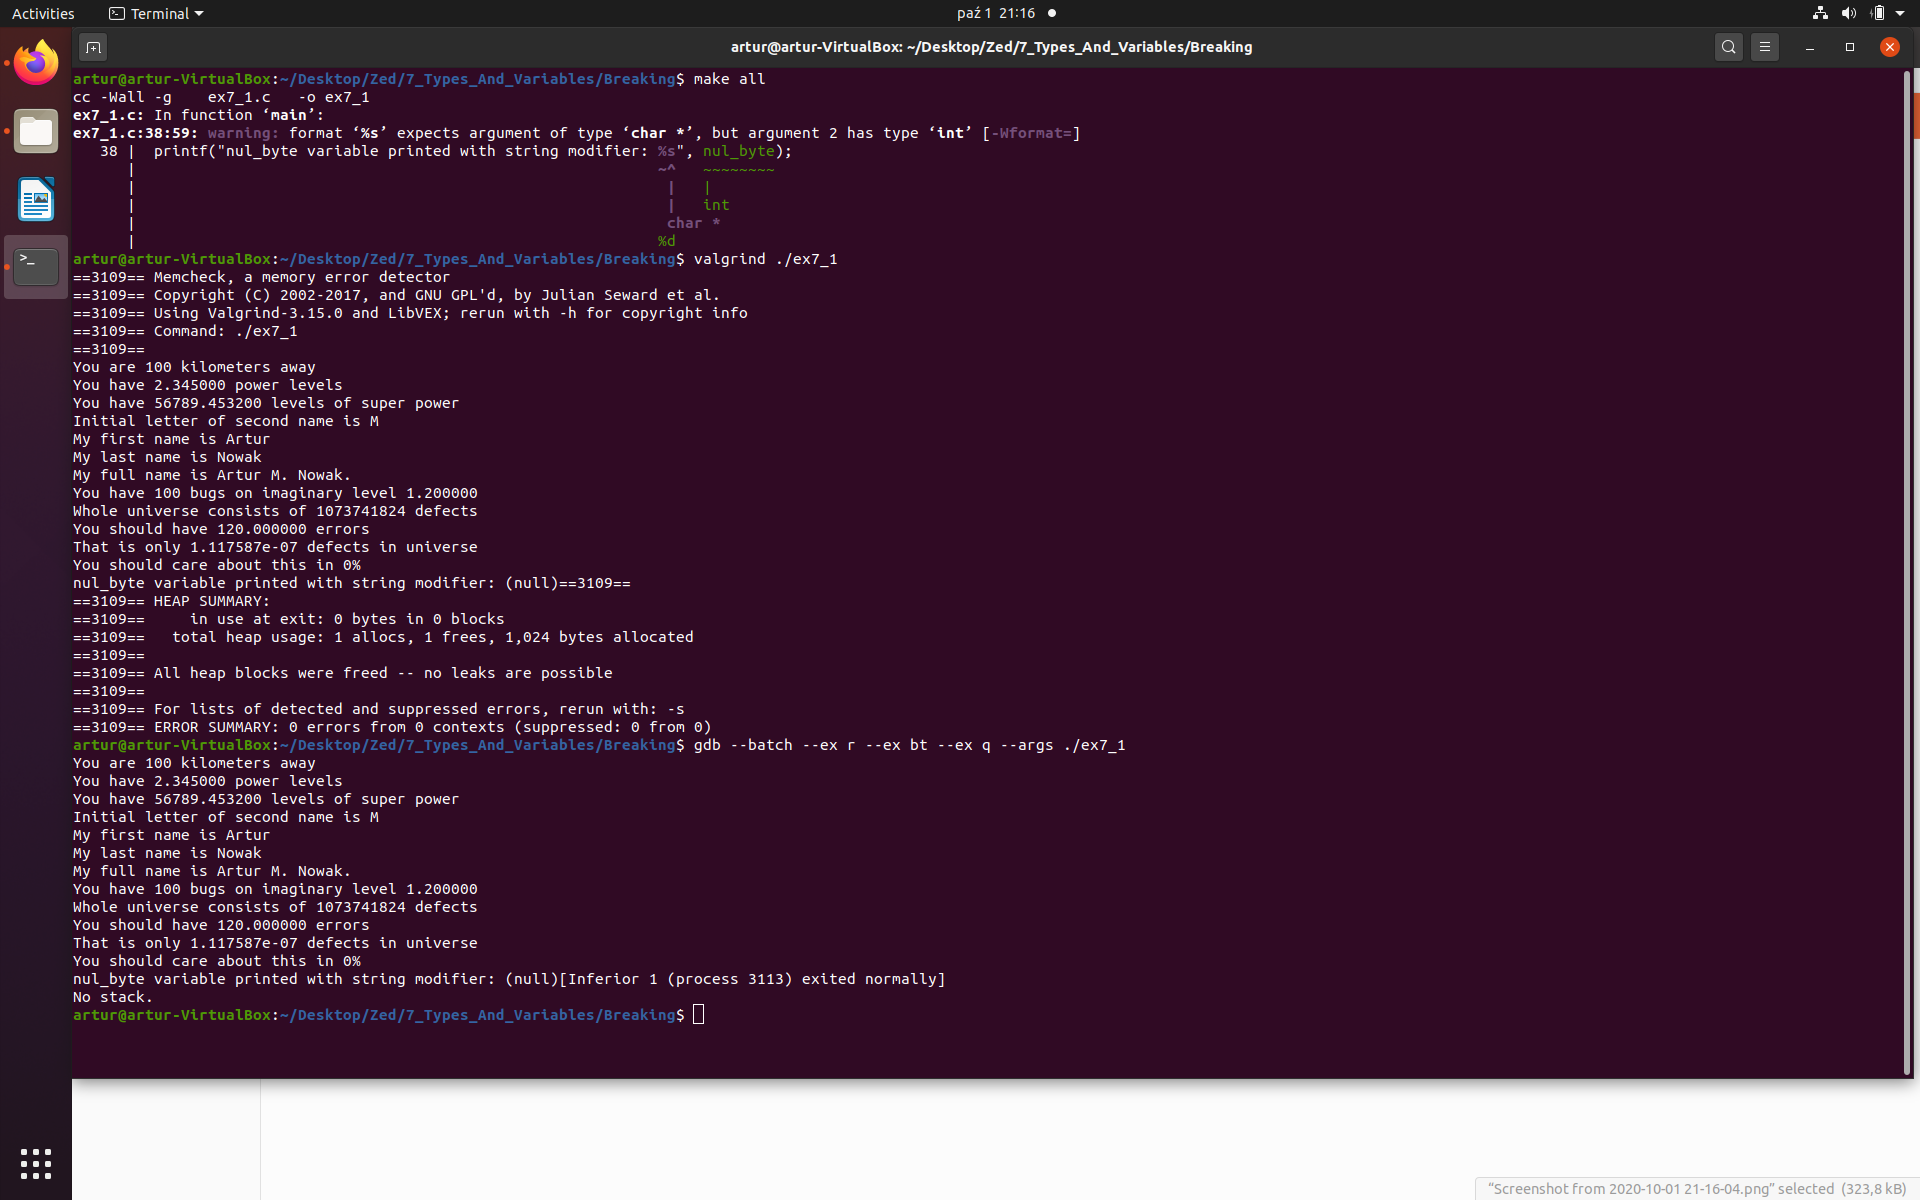 Activities
Terminal
paź 1 21:16
artur@artur-VirtualBox: ~/Desktop/Zed/7_Types_And_Variables/Breaking
artur@artur-VirtualBox:~/Desktop/Zed/7_Types_And_Variables/Breaking$ make all
cc -Wall -g    ex7_1.c   -o ex7_1
ex7_1.c: In function ‘main’:
ex7_1.c:38:59: warning: format ‘%s’ expects argument of type ‘char *’, but argument 2 has type ‘int’ [-Wformat=]
   38 |  printf("nul_byte variable printed with string modifier: %s", nul_byte);
      |                                                          ~^   ~~~~~~~~
      |                                                           |   |
      |                                                           |   int
      |                                                           char *
      |                                                          %d
artur@artur-VirtualBox:~/Desktop/Zed/7_Types_And_Variables/Breaking$ valgrind ./ex7_1
==3109== Memcheck, a memory error detector
==3109== Copyright (C) 2002-2017, and GNU GPL'd, by Julian Seward et al.
==3109== Using Valgrind-3.15.0 and LibVEX; rerun with -h for copyright info
==3109== Command: ./ex7_1
==3109==
You are 100 kilometers away
You have 2.345000 power levels
You have 56789.453200 levels of super power
Initial letter of second name is M
My first name is Artur
My last name is Nowak
My full name is Artur M. Nowak.
You have 100 bugs on imaginary level 1.200000
Whole universe consists of 1073741824 defects
You should have 120.000000 errors
That is only 1.117587e-07 defects in universe
You should care about this in 0%
nul_byte variable printed with string modifier: (null)==3109==
==3109== HEAP SUMMARY:
==3109==     in use at exit: 0 bytes in 0 blocks
==3109==   total heap usage: 1 allocs, 1 frees, 1,024 bytes allocated
==3109==
==3109== All heap blocks were freed -- no leaks are possible
==3109==
==3109== For lists of detected and suppressed errors, rerun with: -s
==3109== ERROR SUMMARY: 0 errors from 0 contexts (suppressed: 0 from 0)
artur@artur-VirtualBox:~/Desktop/Zed/7_Types_And_Variables/Breaking$ gdb --batch --ex r --ex bt --ex q --args ./ex7_1
You are 100 kilometers away
You have 2.345000 power levels
You have 56789.453200 levels of super power
Initial letter of second name is M
My first name is Artur
My last name is Nowak
My full name is Artur M. Nowak.
You have 100 bugs on imaginary level 1.200000
Whole universe consists of 1073741824 defects
You should have 120.000000 errors
That is only 1.117587e-07 defects in universe
You should care about this in 0%
nul_byte variable printed with string modifier: (null)[Inferior 1 (process 3113) exited normally]
No stack.
artur@artur-VirtualBox:~/Desktop/Zed/7_Types_And_Variables/Breaking$
“Screenshot from 2020-10-01 21-16-04.png” selected (323,8 kB)